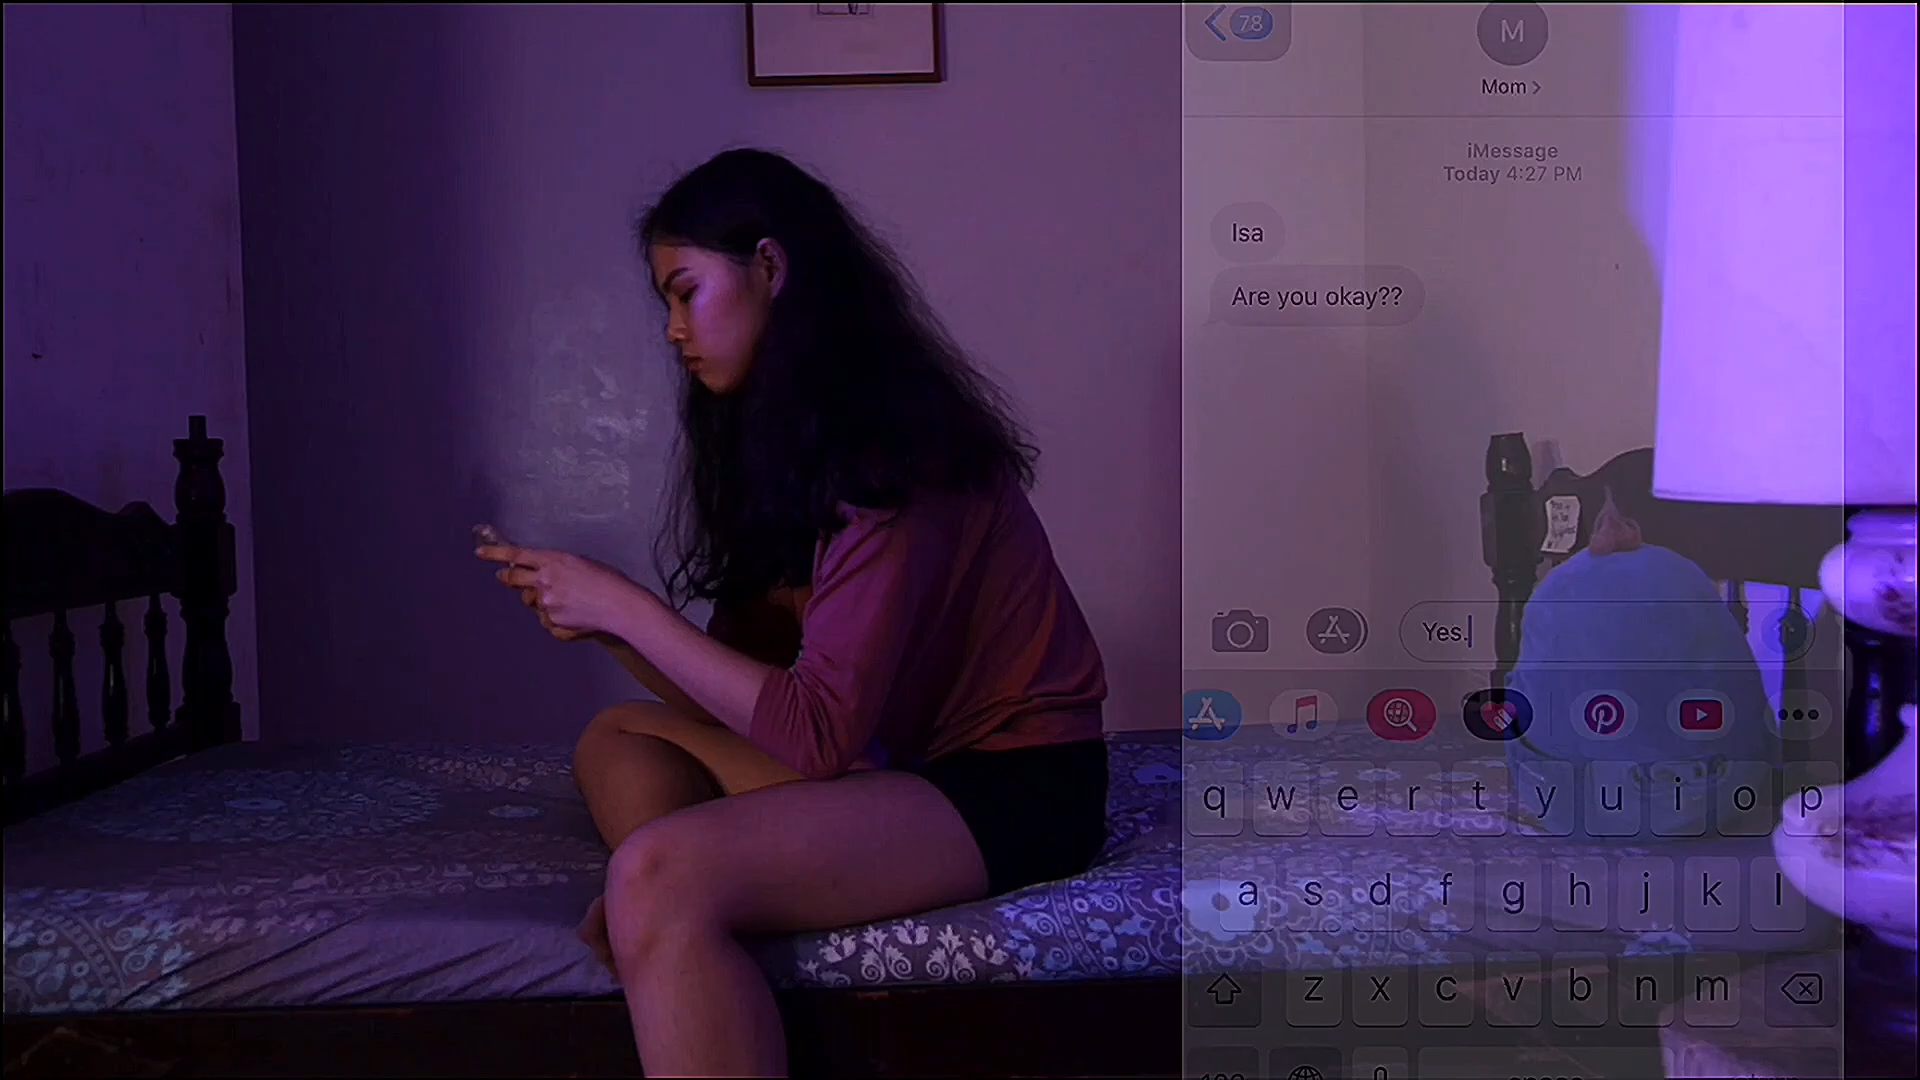 78
M
Mom
iMessage
Today 4:27 PM
Isa
Are you okay??
Yes.
q w e r t y u i o p
a s d f g h j k l
z x c v b n m